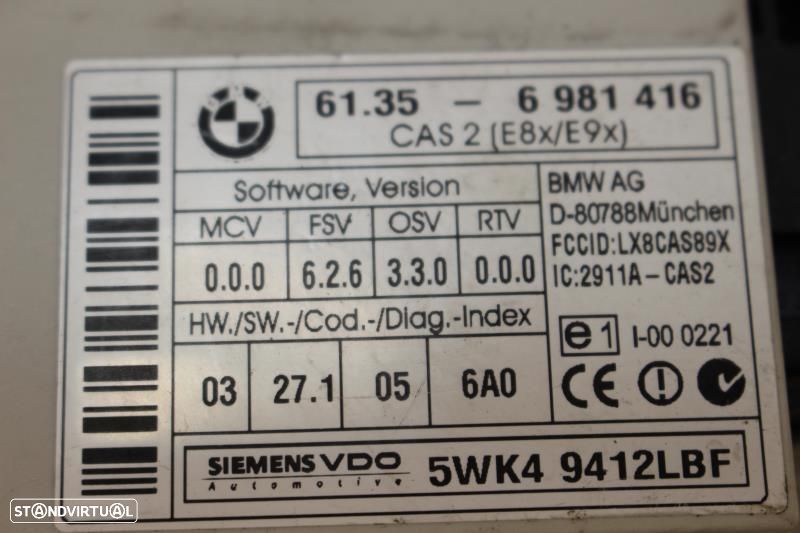 61.35 - 6 981 416
CAS 2 (E8x/E9x)
Software, Version
MCV FSV OSV RTV
0.0.0 6.2.6 3.3.0 0.0.0
HW./SW.-/Cod.-/Diag.-Index
03 27.1 05 6A0
BMW AG
D-80788München
FCCID:LX8CAS89X
IC:2911A-CAS2
e1 I-00 0221
CE
SIEMENS VDO
Automotive
5WK4 9412LBF
STANDVIRTUAL